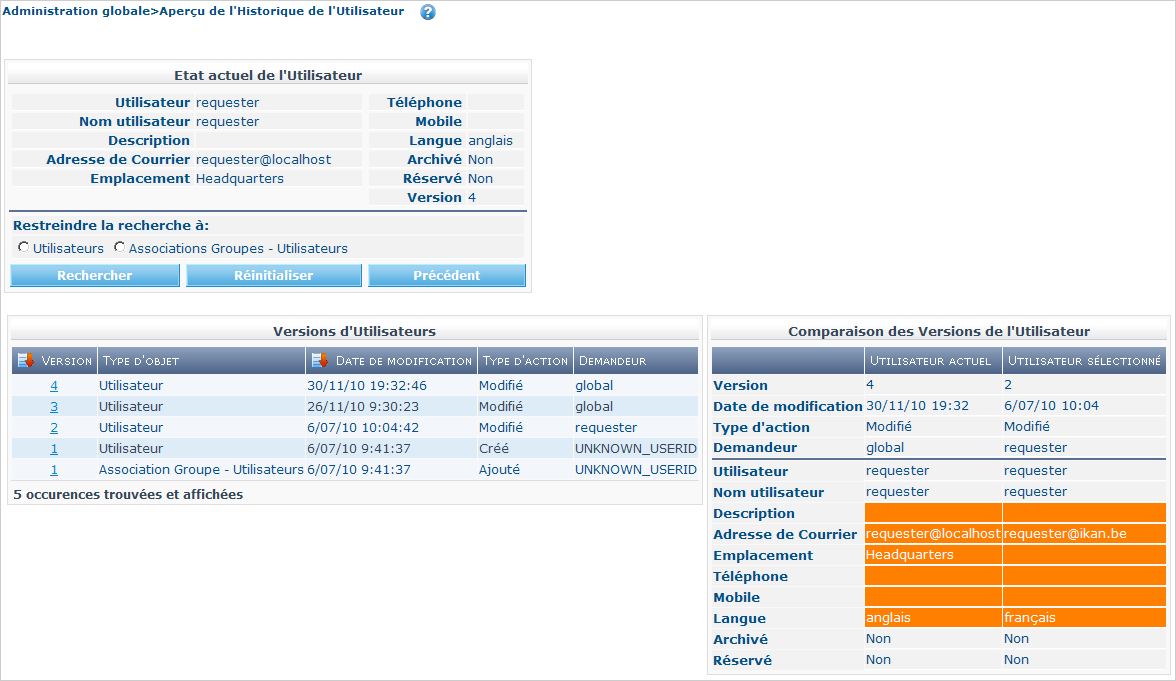 Administration globale>Aperçu de l'Historique de l'Utilisateur ?
Etat actuel de l'Utilisateur
Utilisateur requester Téléphone
Nom utilisateur requester Mobile
Description Langue anglais
Adresse de Courrier requester@localhost Archivé Non
Emplacement Headquarters Réservé Non
Version 4
Restreindre la recherche à:
Utilisateurs Associations Groupes - Utilisateurs
Rechercher Réinitialiser Précédent
Versions d'Utilisateurs
Version Type d'objet Date de modification Type d'action Demandeur
4 Utilisateur 30/11/10 19:32:46 Modifié global
3 Utilisateur 26/11/10 9:30:23 Modifié global
2 Utilisateur 6/07/10 10:04:42 Modifié requester
1 Utilisateur 6/07/10 9:41:37 Créé UNKNOWN_USERID
1 Association Groupe - Utilisateurs 6/07/10 9:41:37 Ajouté UNKNOWN_USERID
5 occurences trouvées et affichées
Comparaison des Versions de l'Utilisateur
Utilisateur actuel Utilisateur sélectionné
Version 4 2
Date de modification 30/11/10 19:32 6/07/10 10:04
Type d'action Modifié Modifié
Demandeur global requester
Utilisateur requester requester
Nom utilisateur requester requester
Description
Adresse de Courrier requester@localhost requester@ikan.be
Emplacement Headquarters
Téléphone
Mobile
Langue anglais français
Archivé Non Non
Réservé Non Non